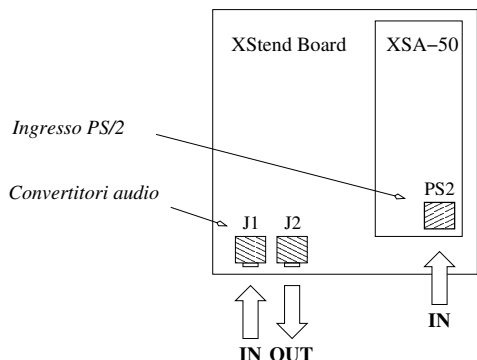 XStend Board
XSA−50
Ingresso PS/2
Convertitori audio
PS2
J1
J2
IN
OUT
IN